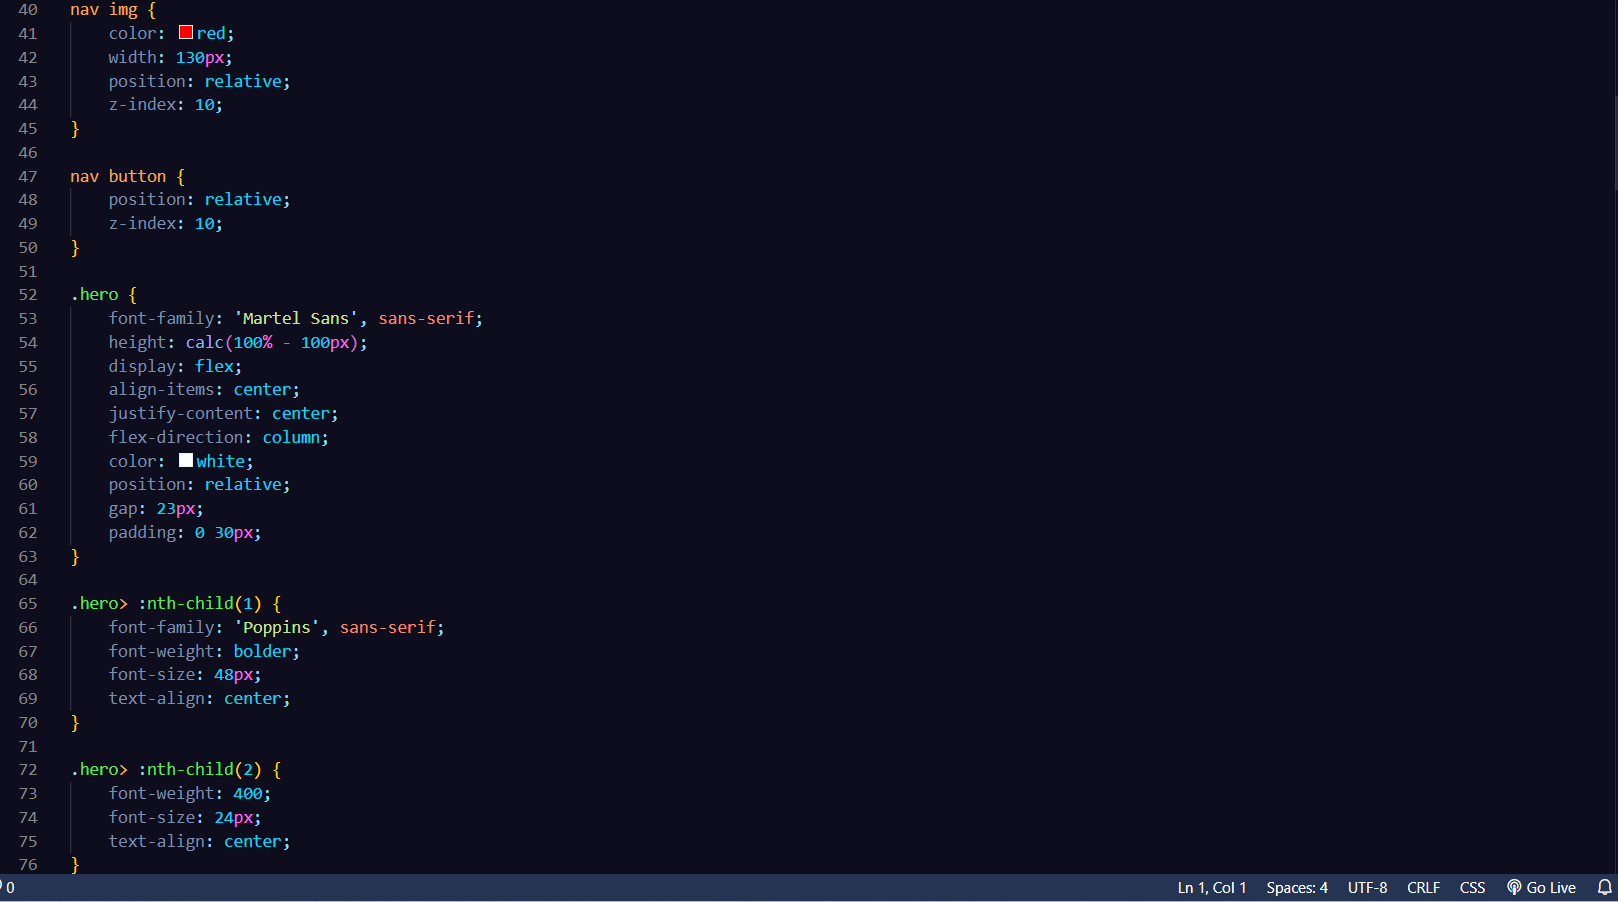 40 nav img {
41 color: red;
42 width: 130px;
43 position: relative;
44 z-index: 10;
45 }
46
47 nav button {
48 position: relative;
49 z-index: 10;
50 }
51
52 .hero {
53 font-family: 'Martel Sans', sans-serif;
54 height: calc(100% - 100px);
55 display: flex;
56 align-items: center;
57 justify-content: center;
58 flex-direction: column;
59 color: white;
60 position: relative;
61 gap: 23px;
62 padding: 0 30px;
63 }
64
65 .hero> :nth-child(1) {
66 font-family: 'Poppins', sans-serif;
67 font-weight: bolder;
68 font-size: 48px;
69 text-align: center;
70 }
71
72 .hero> :nth-child(2) {
73 font-weight: 400;
74 font-size: 24px;
75 text-align: center;
76 }
0 Ln 1, Col 1 Spaces: 4 UTF-8 CRLF CSS Go Live